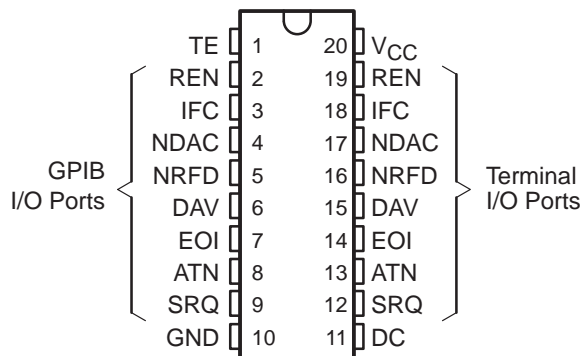 TE 1 20 VCC
REN 2 19 REN
IFC 3 18 IFC
NDAC 4 17 NDAC
NRFD 5 16 NRFD
DAV 6 15 DAV
EOI 7 14 EOI
ATN 8 13 ATN
SRQ 9 12 SRQ
GND 10 11 DC
GPIB
I/O Ports
Terminal
I/O Ports